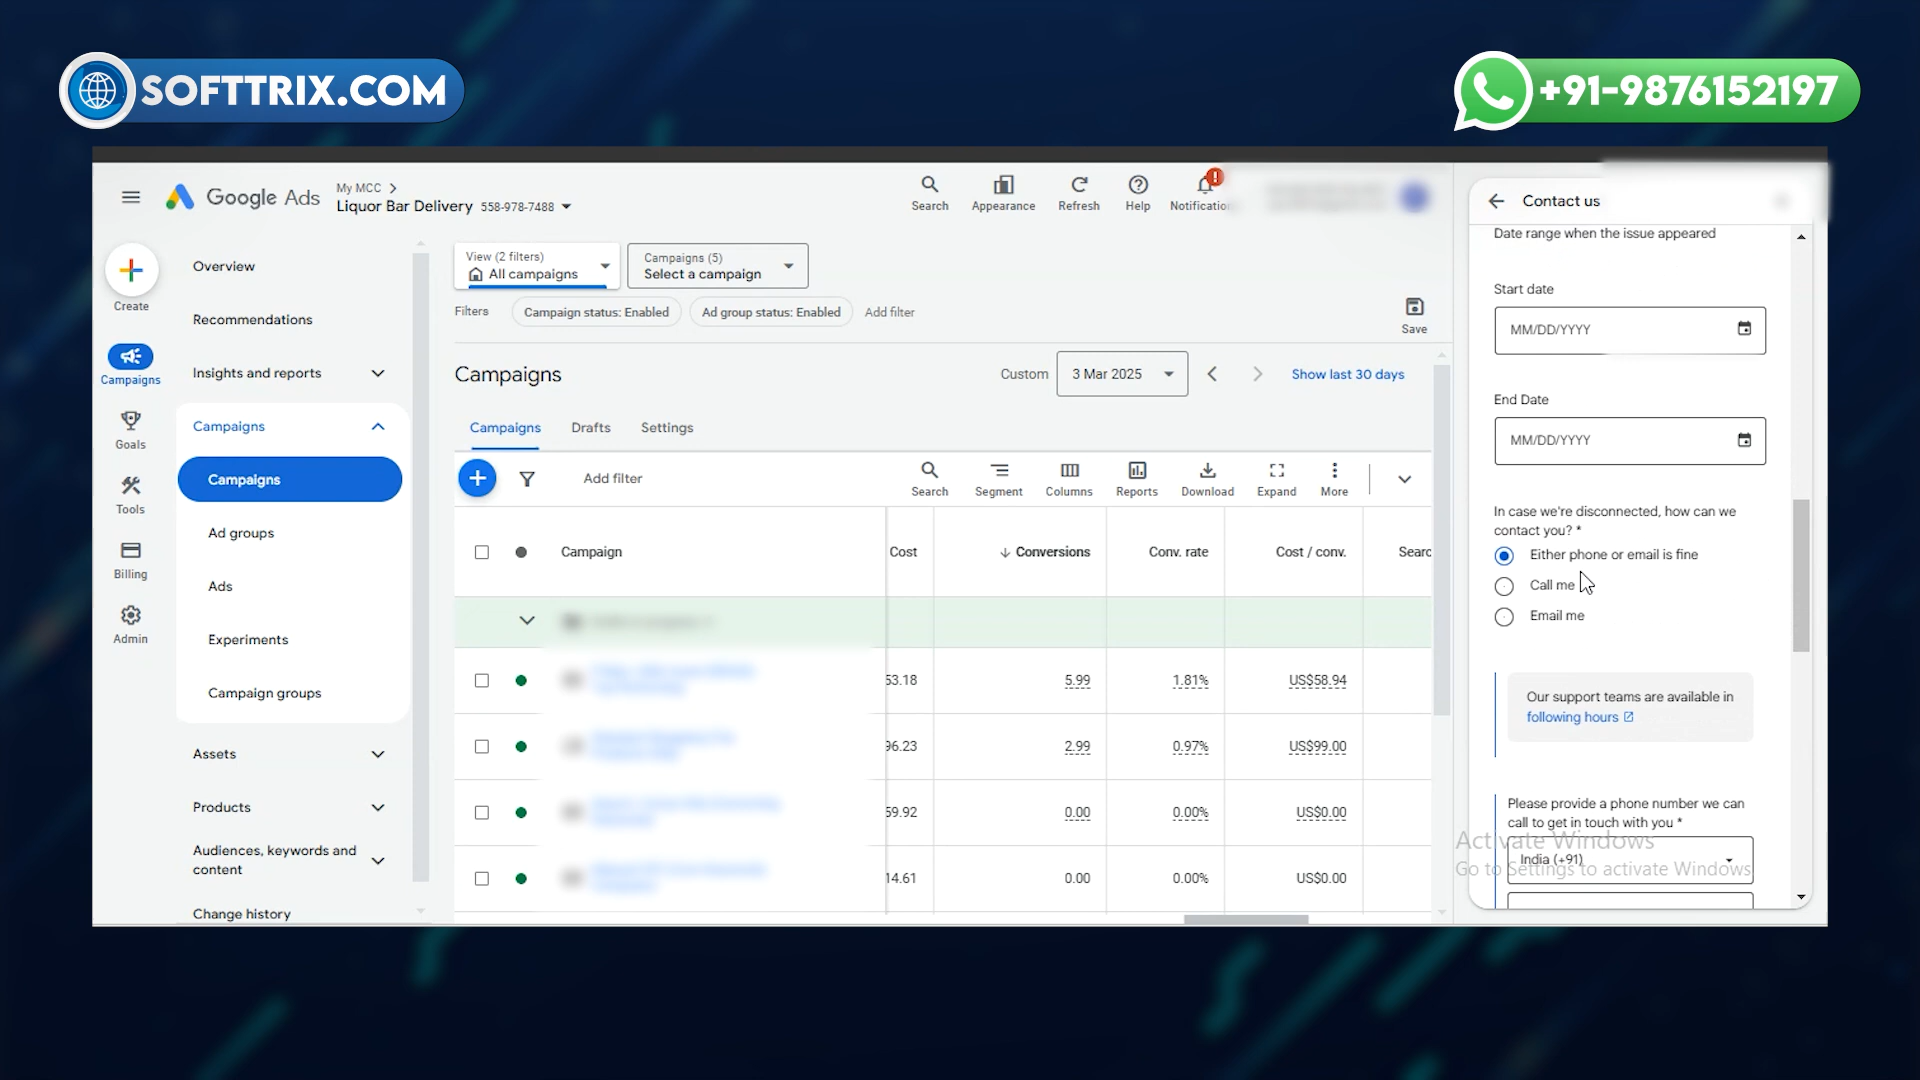 SOFTTRIX.COM
+91-9876152197
Google Ads
My MCC
Liquor Bar Delivery 558-978-7488
Search
Appearance
Refresh
Help
Notification
Create
Campaigns
Goals
Tools
Billing
Admin
Overview
Recommendations
Insights and reports
Campaigns
Campaigns
Ad groups
Ads
Experiments
Campaign groups
Assets
Products
Audiences, keywords and
content
Change history
View (2 filters)
All campaigns
Campaigns (5)
Select a campaign
Filters
Campaign status: Enabled
Ad group status: Enabled
Add filter
Save
Campaigns
Custom
3 Mar 2025
Show last 30 days
Campaigns
Drafts
Settings
Add filter
Search
Segment
Columns
Reports
Download
Expand
More
Campaign
Cost
Conversions
Conv. rate
Cost / conv.
Searc
53.18
5.99
1.81%
US$58.94
96.23
2.99
0.97%
US$99.00
59.92
0.00
0.00%
US$0.00
14.61
0.00
0.00%
US$0.00
Contact us
Date range when the issue appeared
Start date
MM/DD/YYYY
End Date
MM/DD/YYYY
In case we're disconnected, how can we
contact you? *
Either phone or email is fine
Call me
Email me
Our support teams are available in
following hours
Please provide a phone number we can
call to get in touch with you *
India (+91)
Activate Windows
Go to Settings to activate Windows